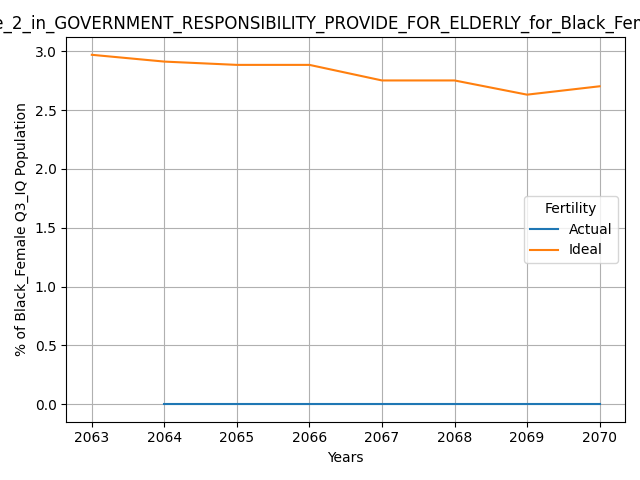 e_2_in_GOVERNMENT_RESPONSIBILITY_PROVIDE_FOR_ELDERLY_for_Black_Fem
3.0
2.5
2.0
1.5
1.0
0.5
0.0
% of Black_Female Q3_IQ Population
Fertility
Actual
Ideal
2063 2064 2065 2066 2067 2068 2069 2070
Years